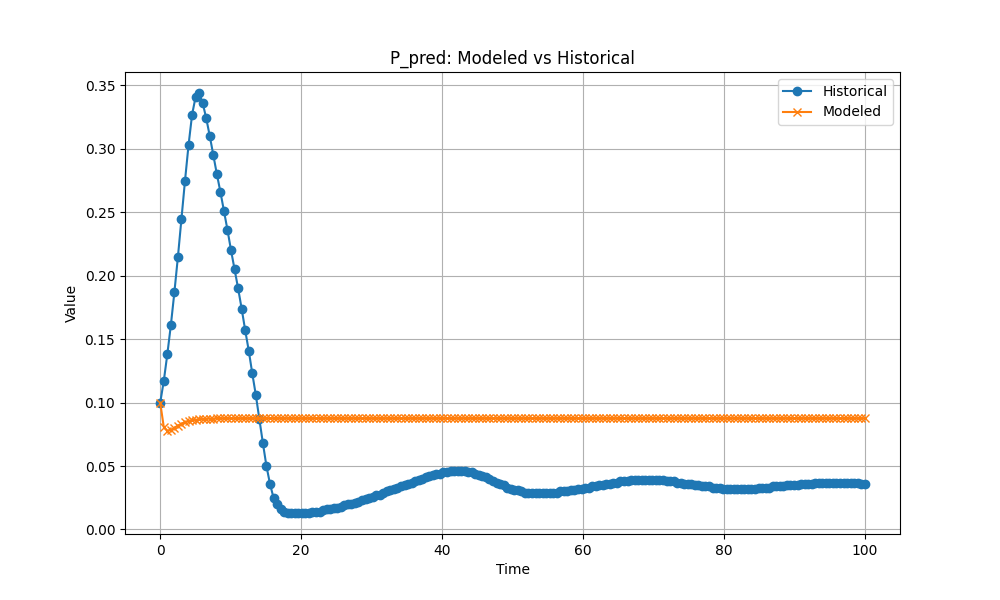 P_pred: Modeled vs Historical
Historical
Modeled
Value
0.35
0.30
0.25
0.20
0.15
0.10
0.05
0.00
0 20 40 60 80 100
Time